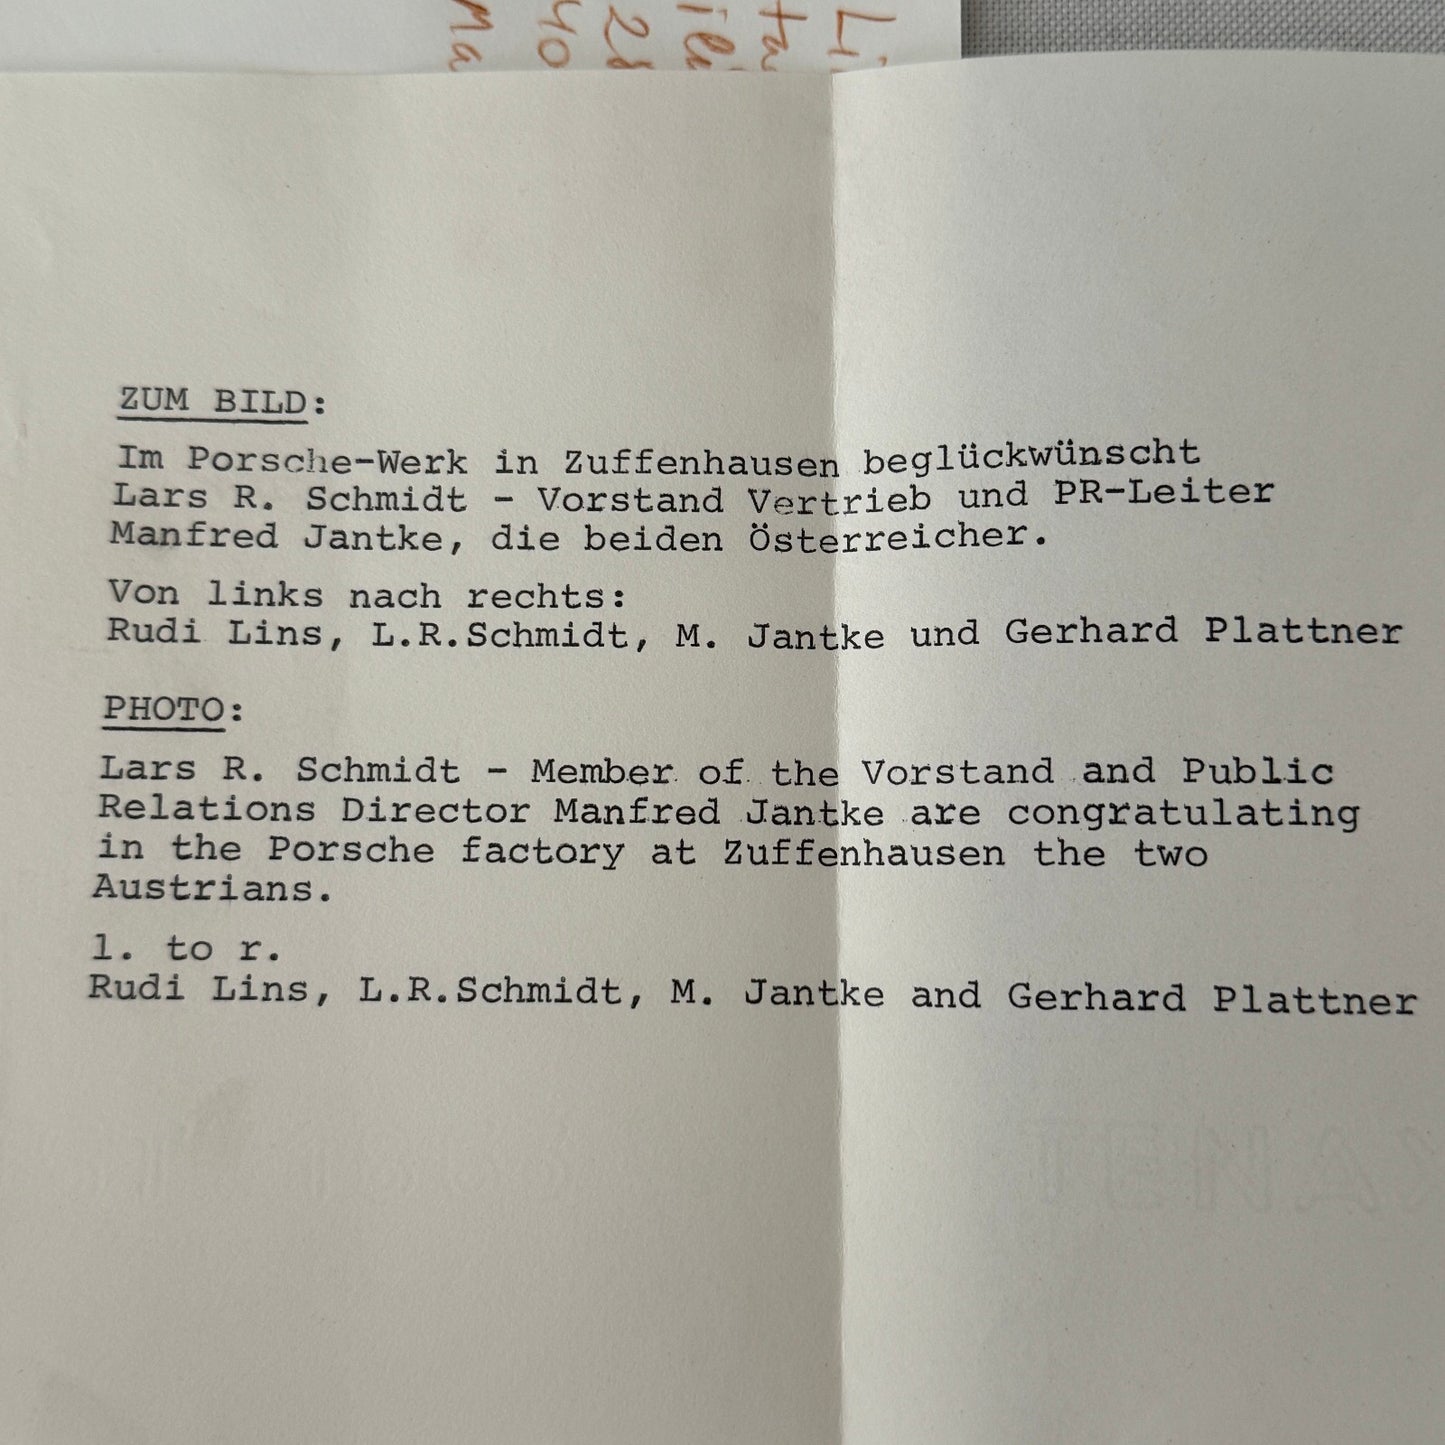 ZUM BILD:
Im Porsche-Werk in Zuffenhausen beglückwünscht
Lars R. Schmidt - Vorstand Vertrieb und PR-Leiter
Manfred Jantke, die beiden Österreicher.
Von links nach rechts:
Rudi Lins, L.R.Schmidt, M. Jantke und Gerhard Plattner
PHOTO:
Lars R. Schmidt - Member of the Vorstand and Public
Relations Director Manfred Jantke are congratulating
in the Porsche factory at Zuffenhausen the two
Austrians.
l. to r.
Rudi Lins, L.R.Schmidt, M. Jantke and Gerhard Plattner